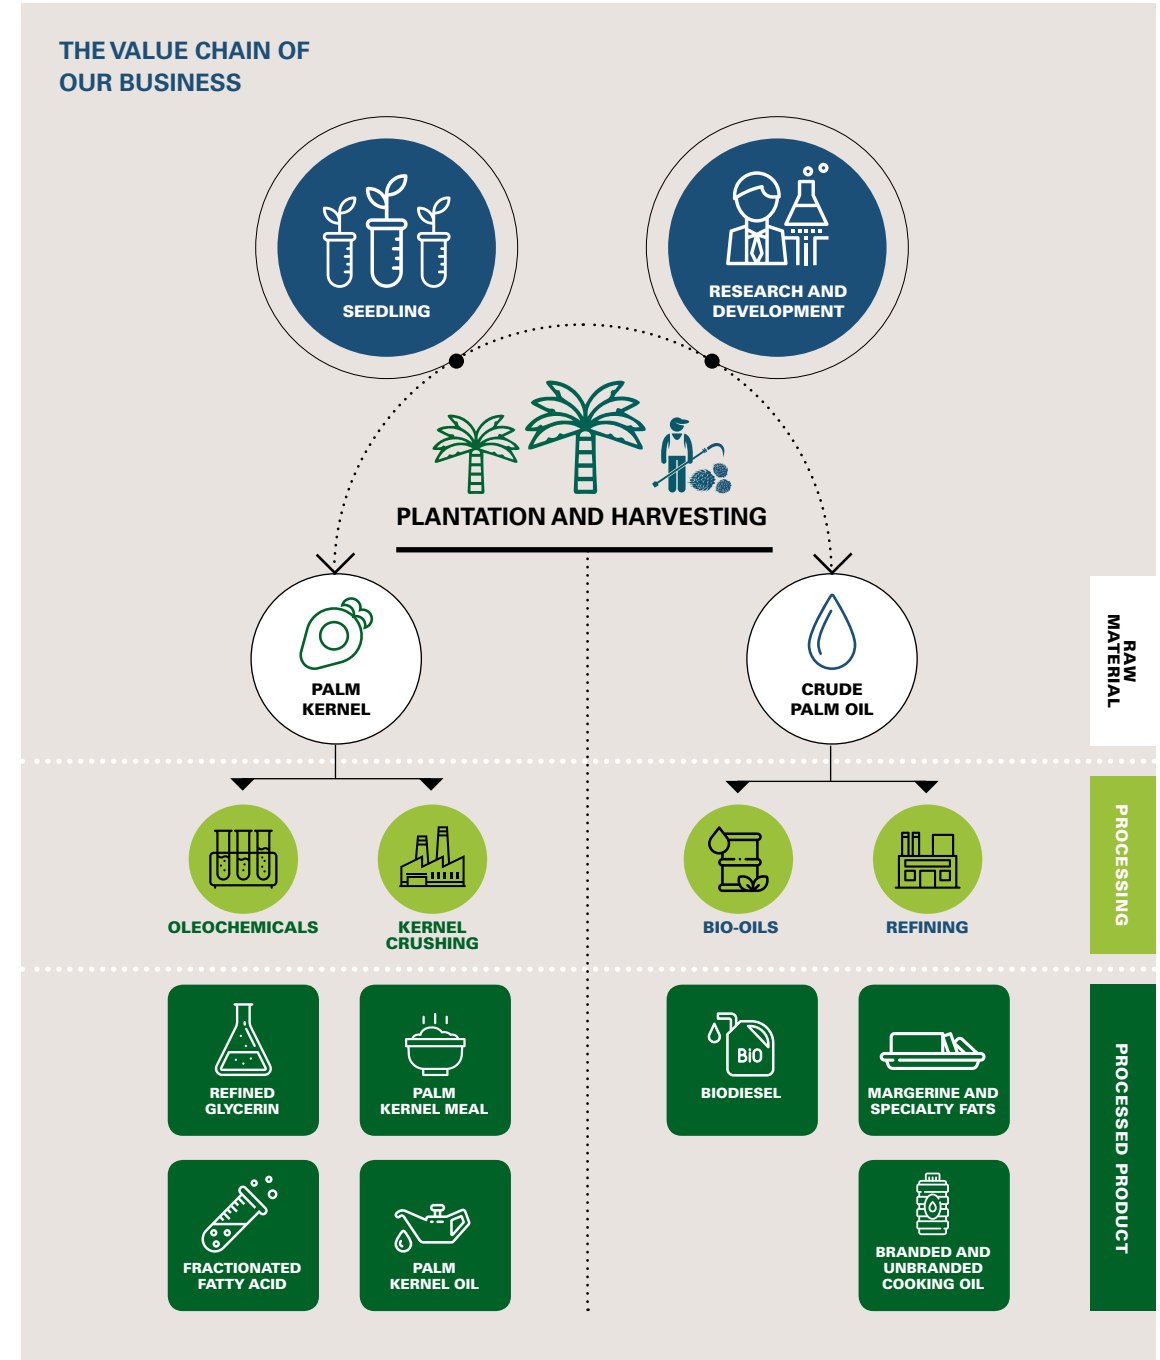 THE VALUE CHAIN OF
OUR BUSINESS
SEEDLING
RESEARCH AND
DEVELOPMENT
PLANTATION AND HARVESTING
PALM
KERNEL
CRUDE
PALM OIL
RAW
MATERIAL
OLEOCHEMICALS
KERNEL
CRUSHING
BIO-OILS
REFINING
PROCESSING
REFINED
GLYCERIN
PALM
KERNEL MEAL
BiO
BIODIESEL
MARGERINE AND
SPECIALTY FATS
FRACTIONATED
FATTY ACID
PALM
KERNEL OIL
BRANDED AND
UNBRANDED
COOKING OIL
PROCESSED PRODUCT